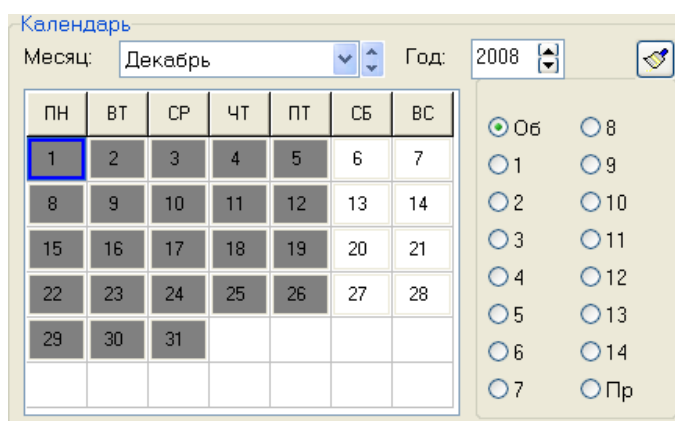 Календарь
Месяц: Декабрь Год: 2008
ПН ВТ СР ЧТ ПТ СБ ВС
1 2 3 4 5 6 7
8 9 10 11 12 13 14
15 16 17 18 19 20 21
22 23 24 25 26 27 28
29 30 31
Об 8
1 9
2 10
3 11
4 12
5 13
6 14
7 Пр